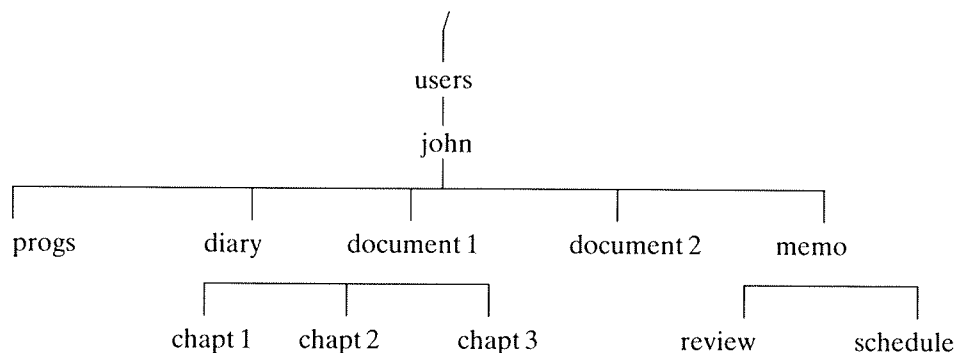 /
users
john
progs diary document 1 document 2 memo
chapt 1 chapt 2 chapt 3 review schedule